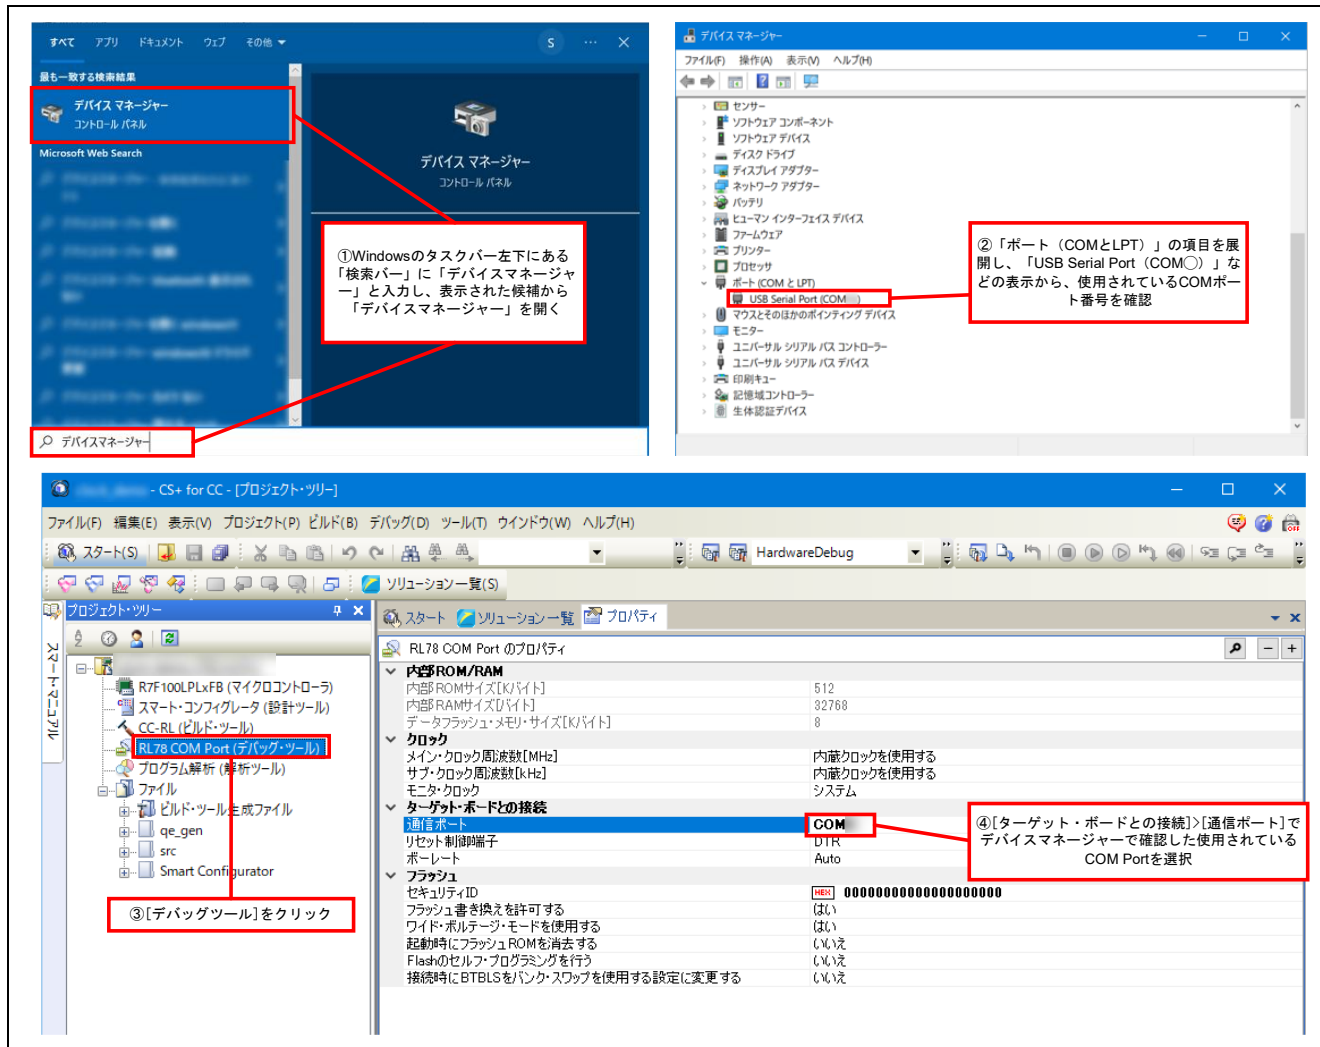 すべて アプリ ドキュメント ウェブ その他 S … ×
最も一致する検索結果
デバイス マネージャー
コントロール パネル
Microsoft Web Search
デバイス マネージャー
コントロール パネル
①Windowsのタスクバー左下にある
「検索バー」に「デバイスマネージャ
ー」と入力し、表示された候補から
「デバイスマネージャー」を開く
デバイスマネージャー
デバイス マネージャー
ファイル(F) 操作(A) 表示(V) ヘルプ(H)
センサー
ソフトウェア コンポーネント
ソフトウェア デバイス
ディスク ドライブ
ディスプレイ アダプター
ネットワーク アダプター
バッテリ
ヒューマン インターフェイス デバイス
ファームウェア
プリンター
プロセッサ
ポート (COM と LPT)
USB Serial Port (COM )
マウスとそのほかのポインティング デバイス
モニター
ユニバーサル シリアル バス コントローラー
ユニバーサル シリアル バス デバイス
印刷キュー
記憶域コントローラー
生体認証デバイス
②「ポート（COMとLPT）」の項目を展
開し、「USB Serial Port（COM◯）」な
どの表示から、使用されているCOMポー
ト番号を確認
- CS+ for CC - [プロジェクト・ツリー]
ファイル(F) 編集(E) 表示(V) プロジェクト(P) ビルド(B) デバッグ(D) ツール(T) ウインドウ(W) ヘルプ(H)
スタート(S) HardwareDebug
ソリューション一覧(S)
スマート・マニュアル
プロジェクト・ツリー
R7F100LPLxFB (マイクロコントローラ)
スマート・コンフィグレータ (設計ツール)
CC-RL (ビルド・ツール)
RL78 COM Port (デバッグ・ツール)
プログラム解析 (解析ツール)
ファイル
ビルド・ツール生成ファイル
qe_gen
src
Smart Configurator
③[デバッグツール]をクリック
スタート ソリューション一覧 プロパティ
RL78 COM Port のプロパティ
内部ROM/RAM
内部ROMサイズ[Kバイト] 512
内部RAMサイズ[バイト] 32768
データフラッシュ・メモリ・サイズ[Kバイト] 8
クロック
メイン・クロック周波数[MHz] 内蔵クロックを使用する
サブ・クロック周波数[kHz] 内蔵クロックを使用する
モニタ・クロック システム
ターゲット・ボードとの接続
通信ポート COM
リセット制御端子 DTR
ボーレート Auto
フラッシュ
セキュリティID HEX 00000000000000000000
フラッシュ書き換えを許可する はい
ワイド・ボルテージ・モードを使用する はい
起動時にフラッシュROMを消去する いいえ
Flashのセルフ・プログラミングを行う いいえ
接続時にBTBLSをバンク・スワップを使用する設定に変更する いいえ
④[ターゲット・ボードとの接続]>[通信ポート]で
デバイスマネージャーで確認した使用されている
COM Portを選択